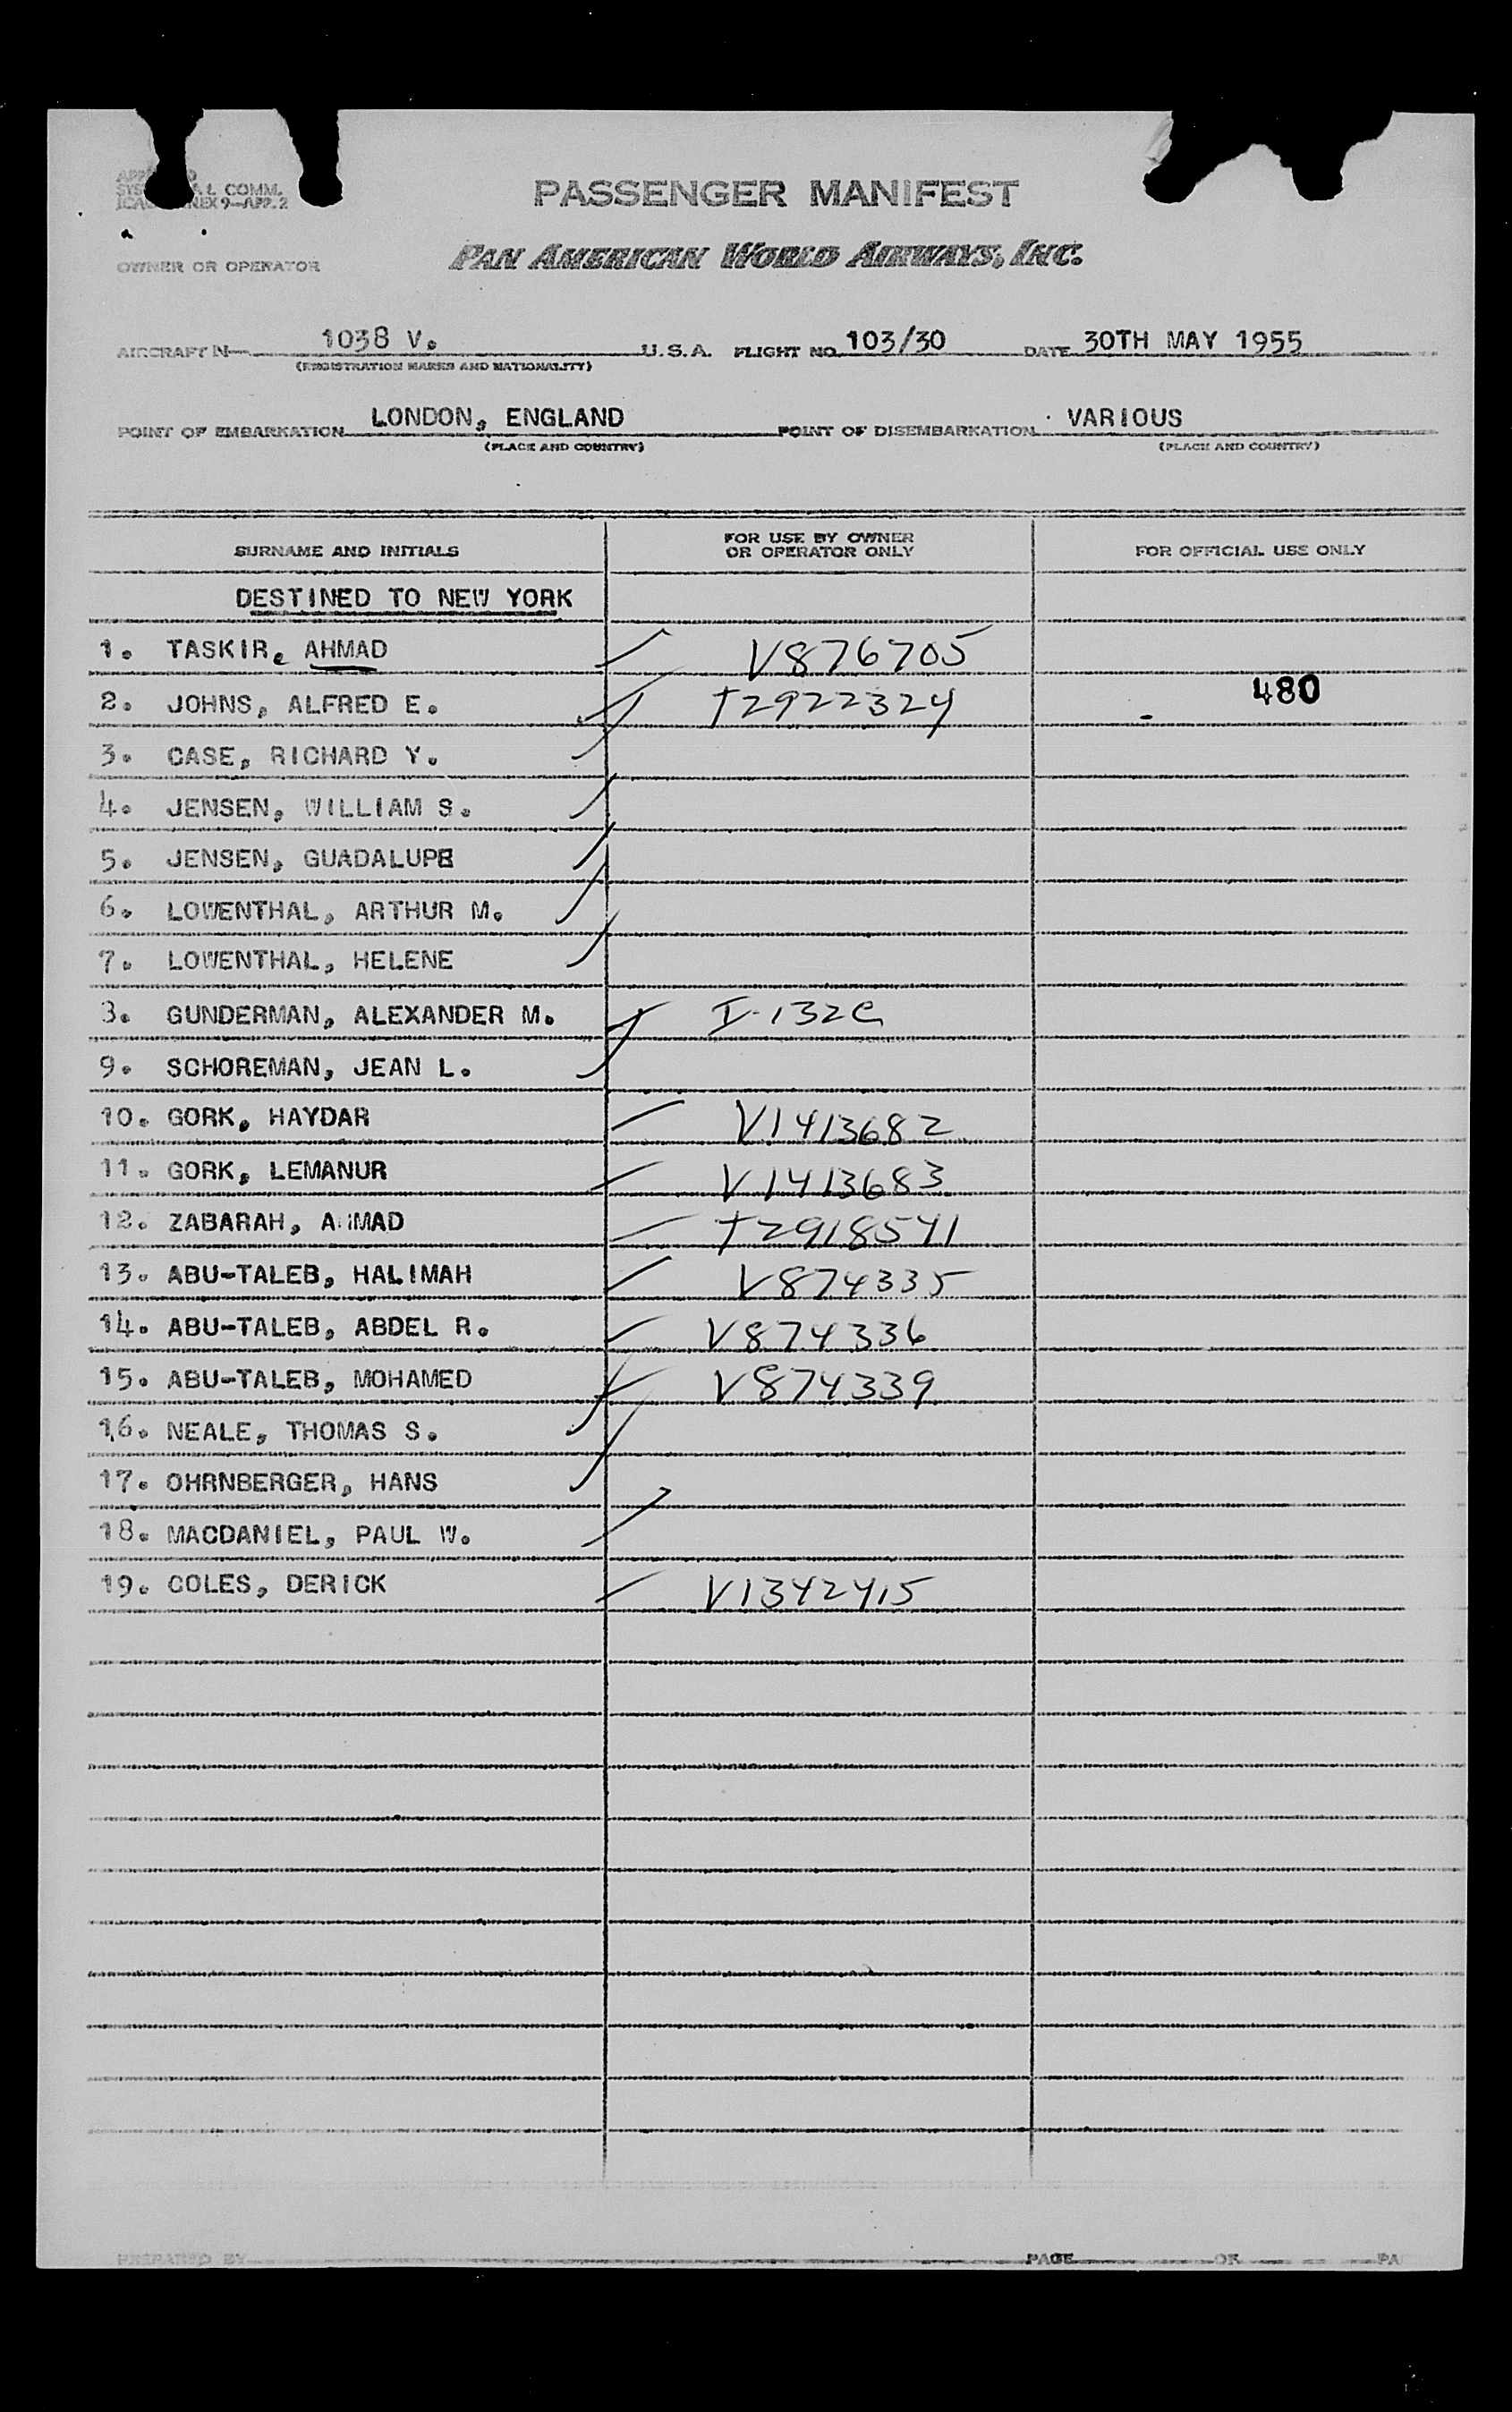 COMM.
9-APP.2
PASSENGER MANIFEST
PAN AMERICAN WORLD AIRWAYS, INC.
OWNER OR OPERATOR
AIRCRAFT 1038 V. U.S.A. FLIGHT NO. 103/30 DATE 30TH MAY 1955
(REGISTRATION MARKS AND NATIONALITY)
POINT OF EMBARKATION LONDON, ENGLAND POINT OF DISEMBARKATION VARIOUS
(PLACE AND COUNTRY) (PLACE AND COUNTRY)
SURNAME AND INITIALS FOR USE BY OWNER OR OPERATOR ONLY FOR OFFICIAL USE ONLY
DESTINED TO NEW YORK
1. TASKIR, AHMAD V876705
2. JOHNS, ALFRED E. T2922324 480
3. CASE, RICHARD Y.
4. JENSEN, WILLIAM S.
5. JENSEN, GUADALUPE
6. LOWENTHAL, ARTHUR M.
7. LOWENTHAL, HELENE
8. GUNDERMAN, ALEXANDER M. I-132C
9. SCHOREMAN, JEAN L.
10. GORK, HAYDAR V1413682
11. GORK, LEMANUR V1413683
12. ZABARAH, AHMAD T2918541
13. ABU-TALEB, HALIMAH V874335
14. ABU-TALEB, ABDEL R. V874336
15. ABU-TALEB, MOHAMED V874339
16. NEALE, THOMAS S.
17. OHRNBERGER, HANS
18. MACDANIEL, PAUL W.
19. COLES, DERICK V1342415
PREPARED BY PAGE OF PA